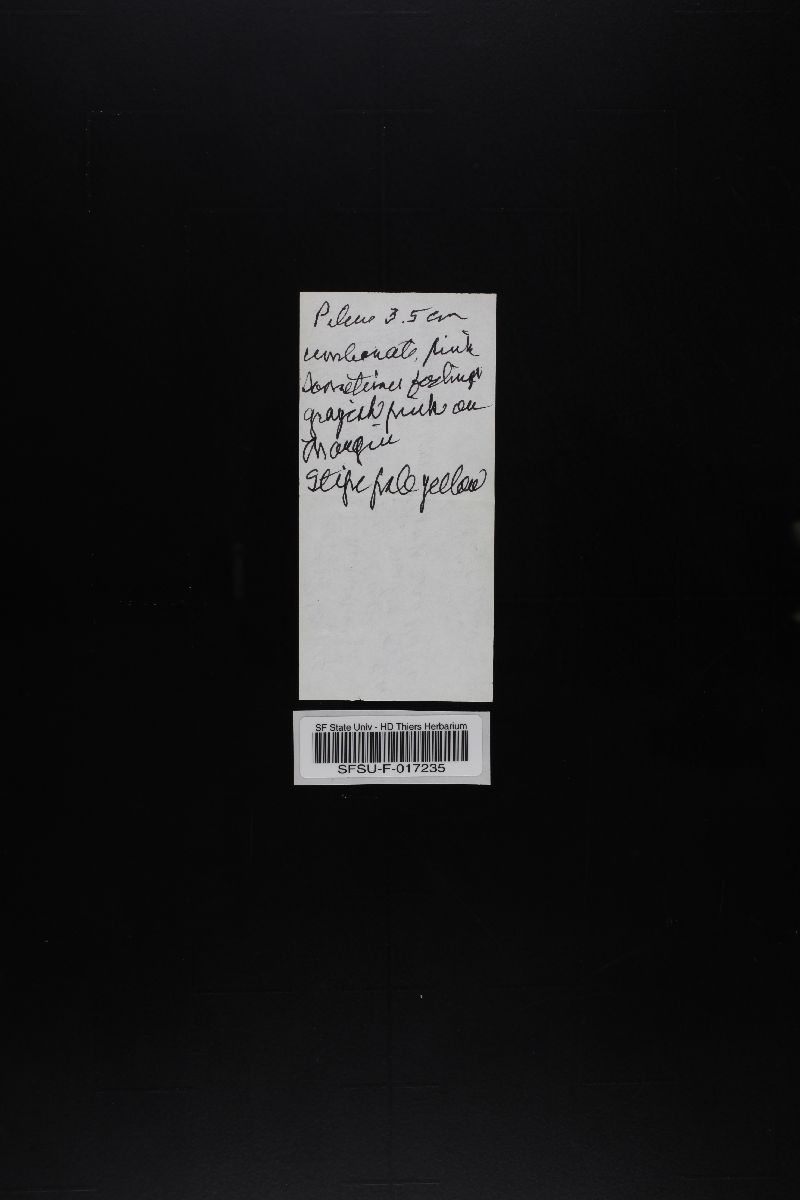 Pileus 3.5 cm
umbonate, pink
Sometimes fading
grayish pink on
Margin
Stipe pale yellow
SF State Univ - HD Thiers Herbarium
SFSU-F-017235